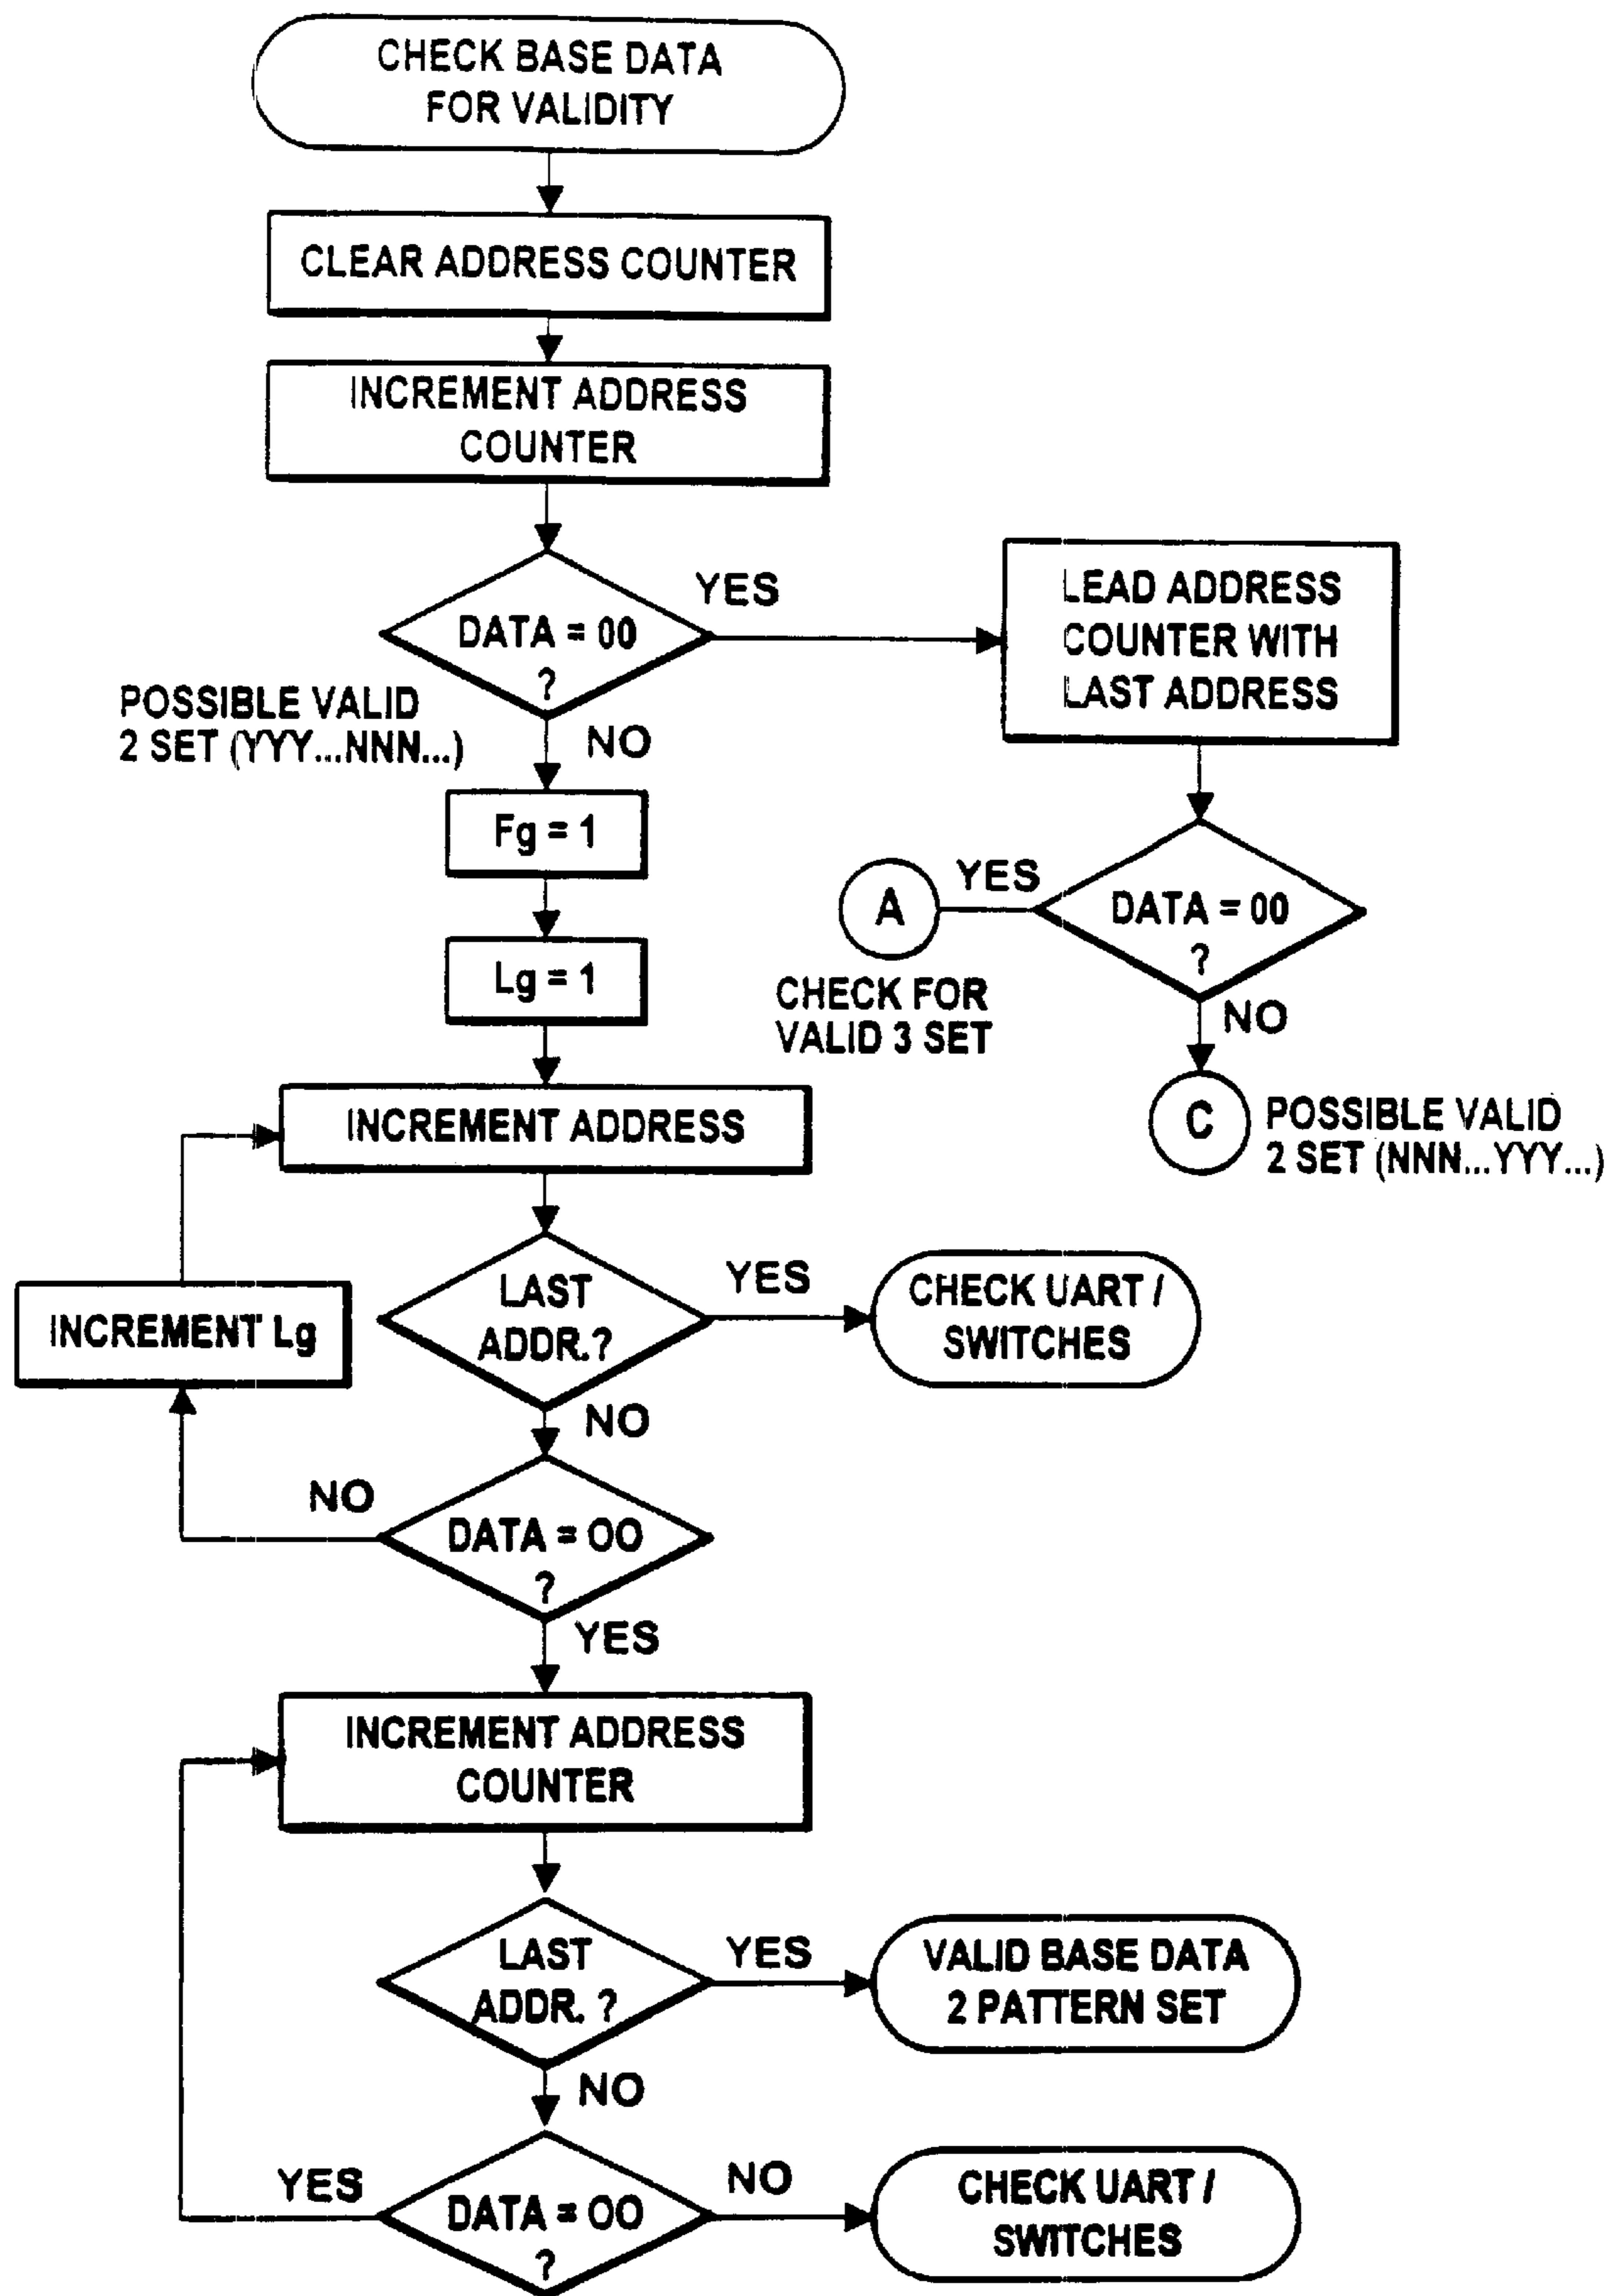 CHECK BASE DATA
FOR VALIDITY
CLEAR ADDRESS COUNTER
INCREMENT ADDRESS
COUNTER
DATA = 00
?
YES
LEAD ADDRESS
COUNTER WITH
LAST ADDRESS
POSSIBLE VALID
2 SET (YYY...NNN...)
NO
Fg = 1
Lg = 1
DATA = 00
?
YES
A
CHECK FOR
VALID 3 SET
NO
C
POSSIBLE VALID
2 SET (NNN...YYY...)
INCREMENT ADDRESS
LAST
ADDR.?
YES
CHECK UART /
SWITCHES
INCREMENT Lg
NO
DATA = OO
?
NO
YES
INCREMENT ADDRESS
COUNTER
LAST
ADDR. ?
YES
VALID BASE DATA
2 PATTERN SET
NO
DATA = OO
?
YES
NO
CHECK UART /
SWITCHES